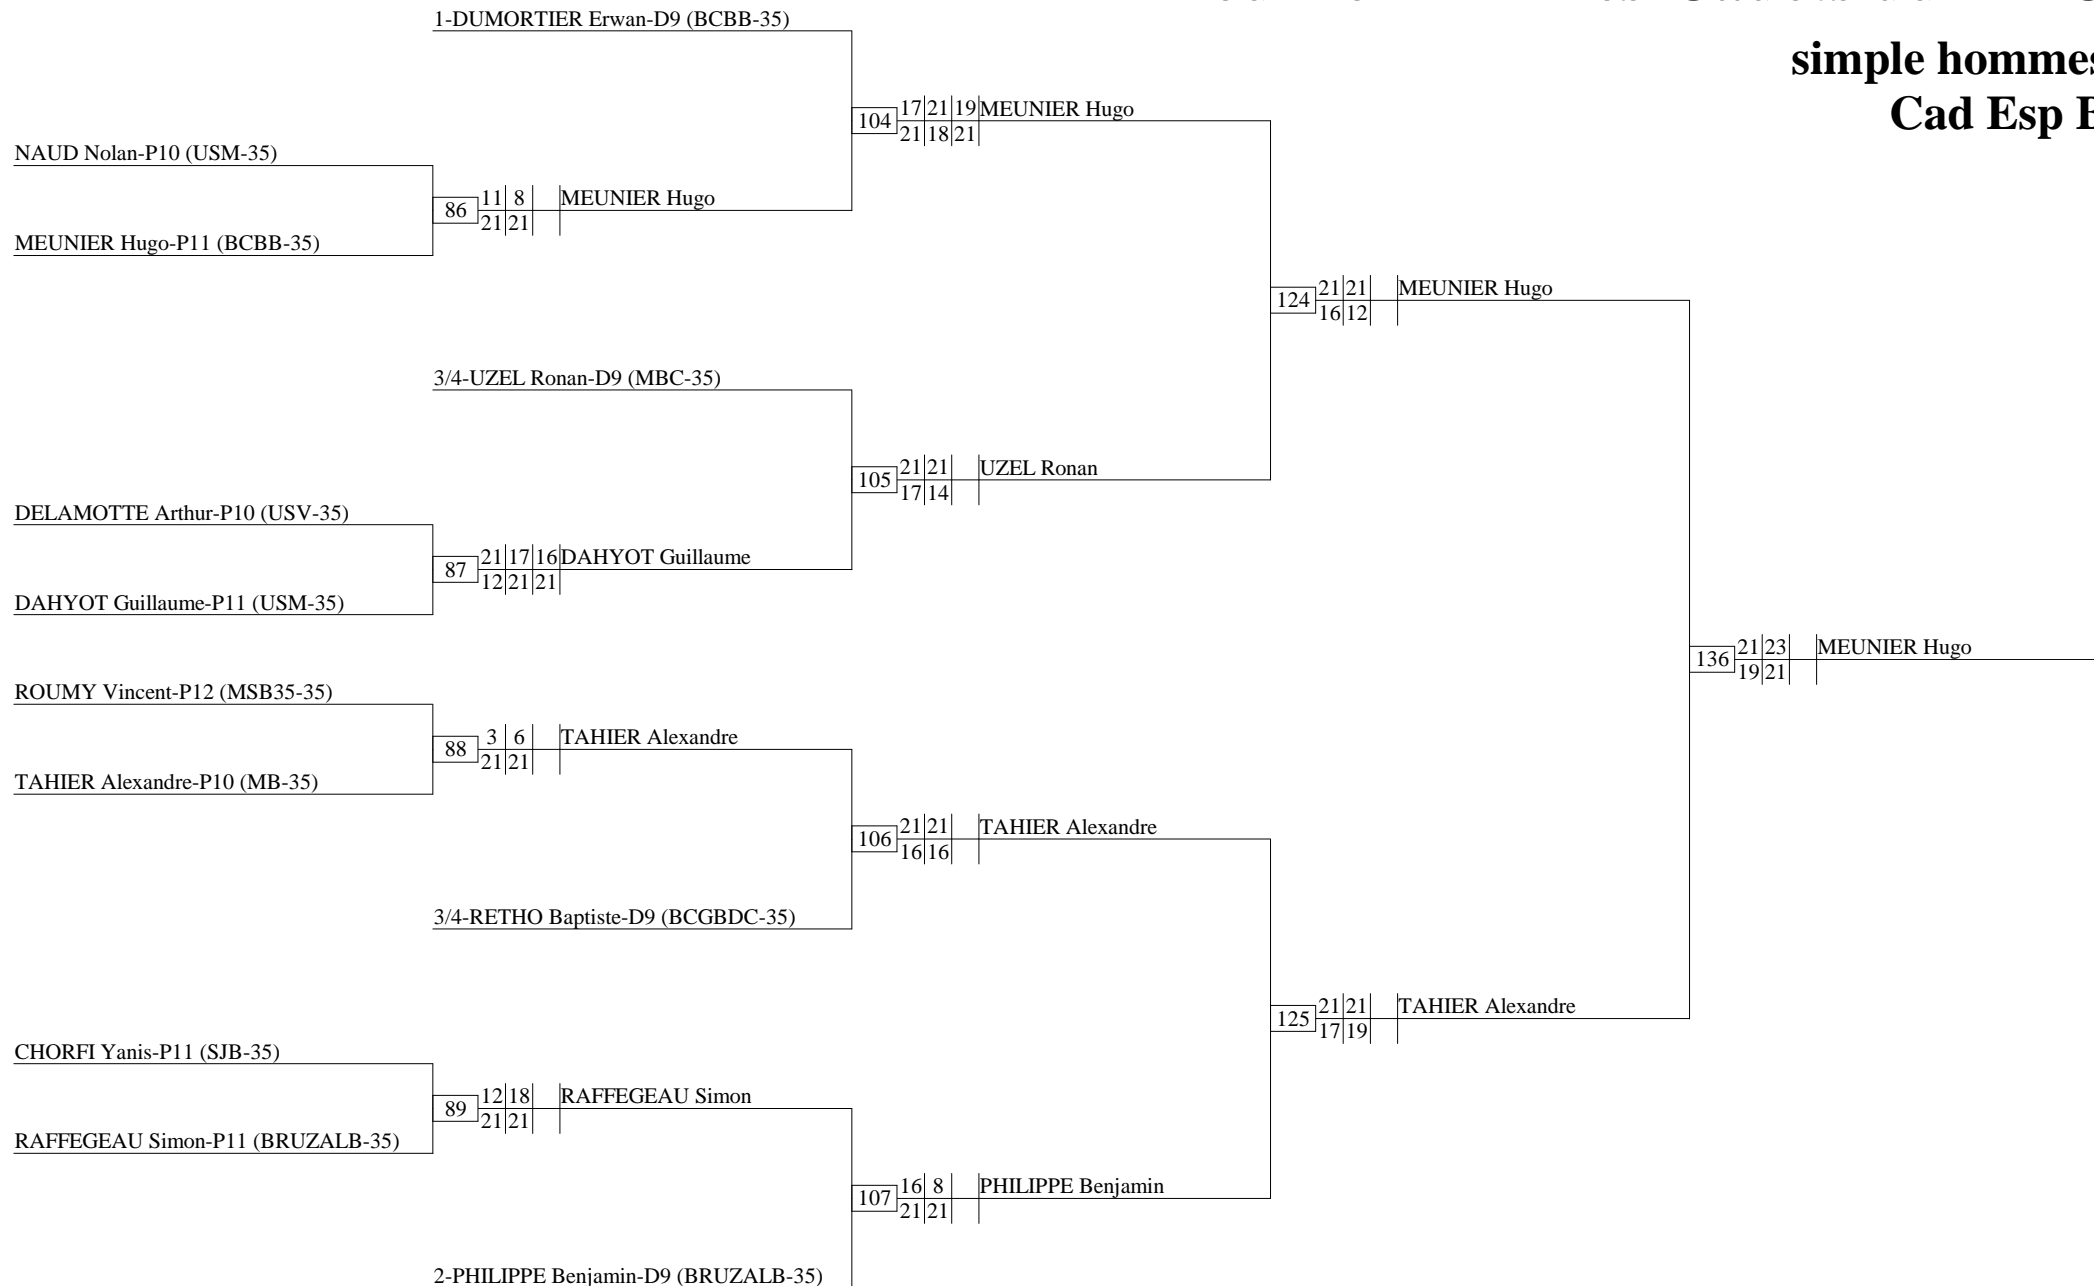 1-DUMORTIER Erwan-D9 (BCBB-35)
simple hommes
Cad Esp
104 17 21 19 MEUNIER Hugo
21 18 21
NAUD Nolan-P10 (USM-35)
86 11 8 MEUNIER Hugo
21 21
MEUNIER Hugo-P11 (BCBB-35)
124 21 21 MEUNIER Hugo
16 12
3/4-UZEL Ronan-D9 (MBC-35)
105 21 21 UZEL Ronan
17 14
DELAMOTTE Arthur-P10 (USV-35)
87 21 17 16 DAHYOT Guillaume
12 21 21
DAHYOT Guillaume-P11 (USM-35)
136 21 23 MEUNIER Hugo
19 21
ROUMY Vincent-P12 (MSB35-35)
88 3 6 TAHIER Alexandre
21 21
TAHIER Alexandre-P10 (MB-35)
106 21 21 TAHIER Alexandre
16 16
3/4-RETHO Baptiste-D9 (BCGBDC-35)
125 21 21 TAHIER Alexandre
17 19
CHORFI Yanis-P11 (SJB-35)
89 12 18 RAFFEGEAU Simon
21 21
RAFFEGEAU Simon-P11 (BRUZALB-35)
107 16 8 PHILIPPE Benjamin
21 21
2-PHILIPPE Benjamin-D9 (BRUZALB-35)